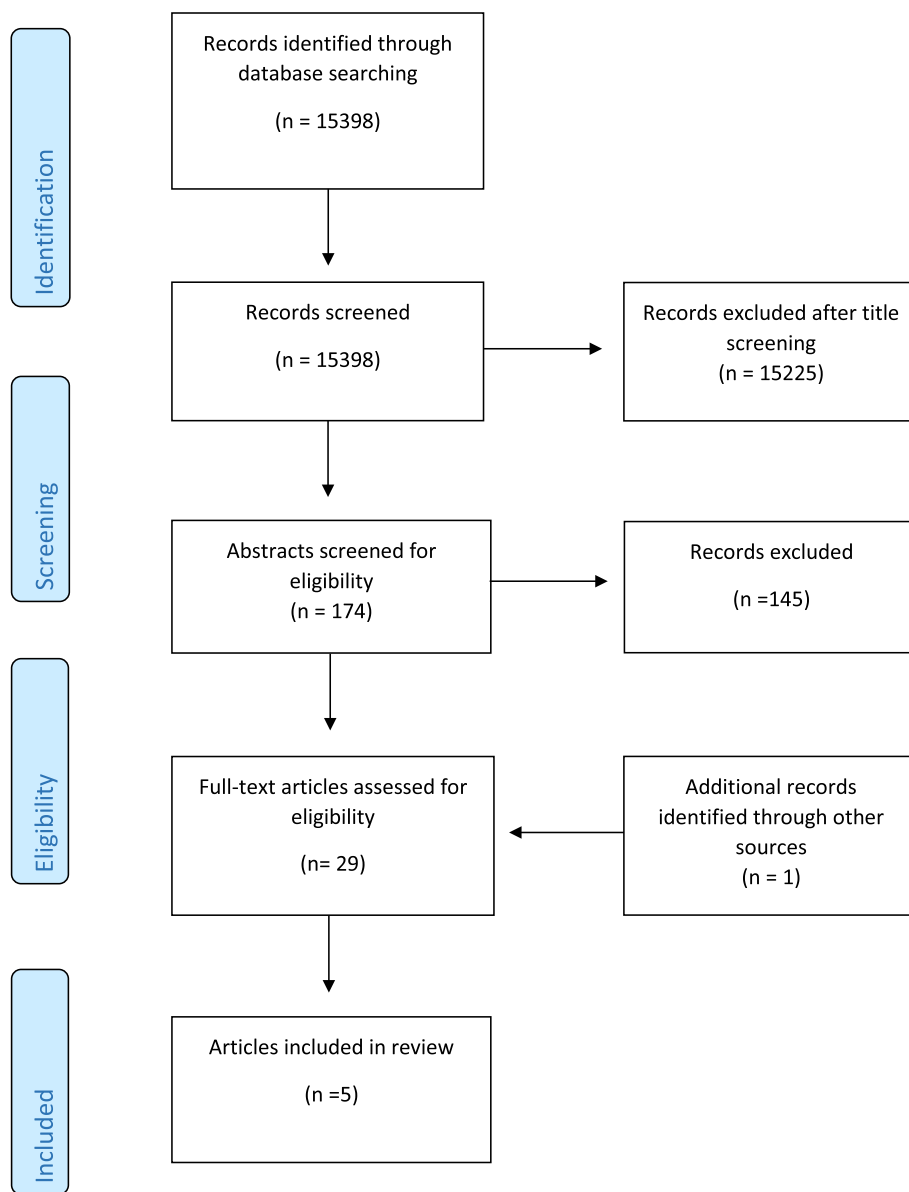 Identification
Records identified through
database searching
(n = 15398)
Records screened
(n = 15398)
Records excluded after title
screening
(n = 15225)
Screening
Abstracts screened for
eligibility
(n = 174)
Records excluded
(n =145)
Eligibility
Full-text articles assessed for
eligibility
(n= 29)
Additional records
identified through other
sources
(n = 1)
Included
Articles included in review
(n =5)